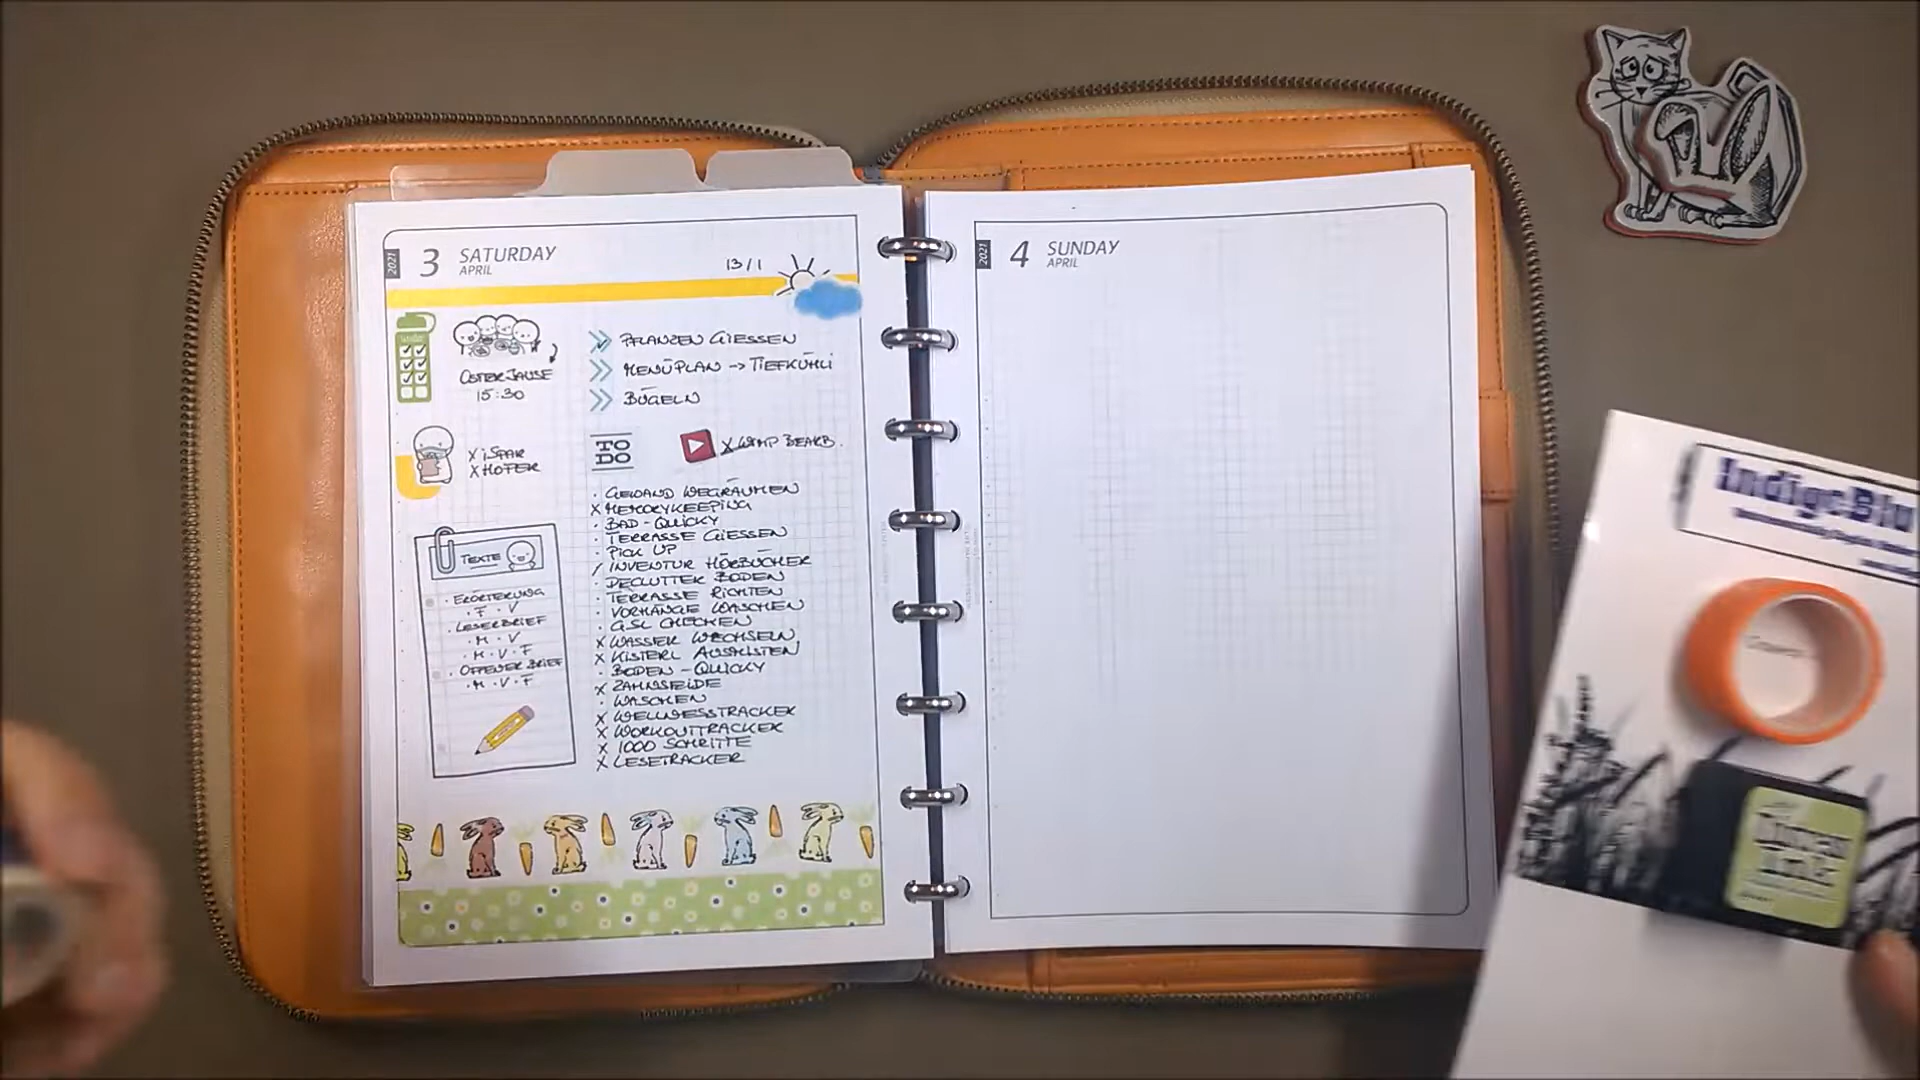 2021
3 SATURDAY
APRIL
13/1
OSTERJAUSE
15:30
PFLANZEN GIESSEN
MENÜPLAN -> TIEFKÜHLI
BÜGELN
X iSPAR
X HOFER
TO
DO
X WIMP BEARB.
TEXTE
· ERÖRTERUNG
· F · V
· LESERBRIEF
· M · V
· M · V · F
· OFFENER BRIEF
· M · V · F
· GEWAND WEGRÄUMEN
X MEMORYKEEPING
· BAD-QUICKY
· TERRASSE GIESSEN
· PICK UP
/ INVENTUR HÖRBÜCHER
· DECLUTTER BODEN
· TERRASSE RICHTEN
· VORHÄNGE WASCHEN
· GSL CHECKEN
X WASSER WECHSELN
X KISTERL AUSMISTEN
· BODEN-QUICKY
X ZAHNSEIDE
· WASCHEN
X WELLNESSTRACKER
X WORKOUTTRACKER
X 1000 SCHRITTE
X LESETRACKER
2021
4 SUNDAY
APRIL
IndigoBlu